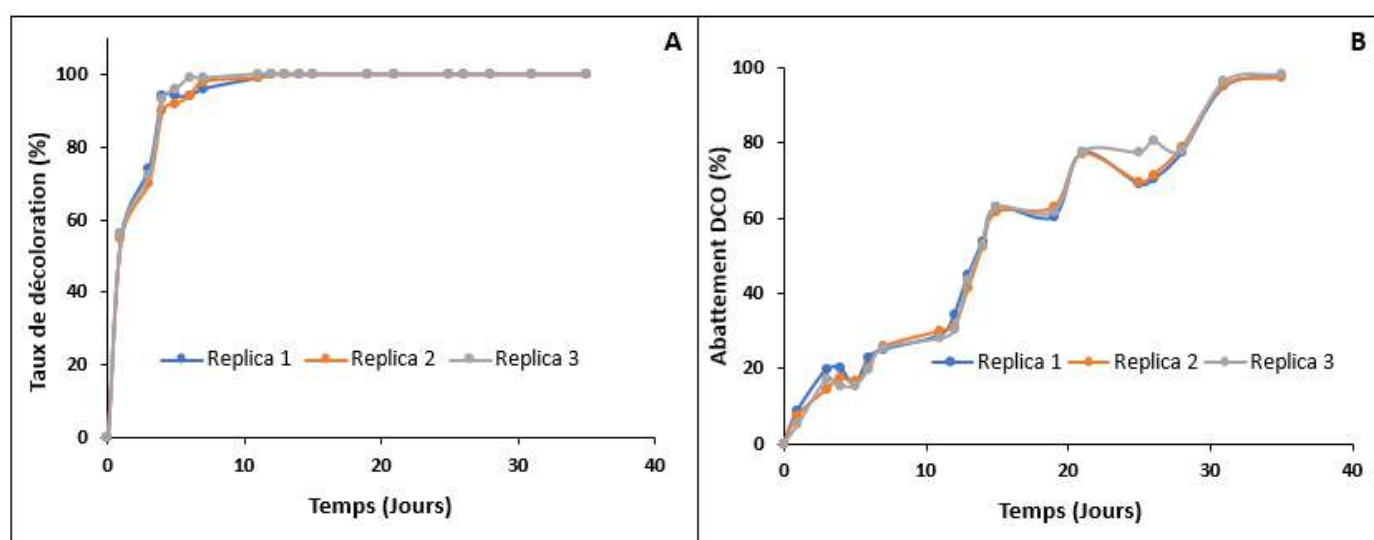 A
Taux de décoloration (%)
100
80
60
40
20
0
Replica 1 Replica 2 Replica 3
0 10 20 30 40
Temps (Jours)
B
Abattement DCO (%)
100
80
60
40
20
0
Replica 1 Replica 2 Replica 3
0 10 20 30 40
Temps (Jours)